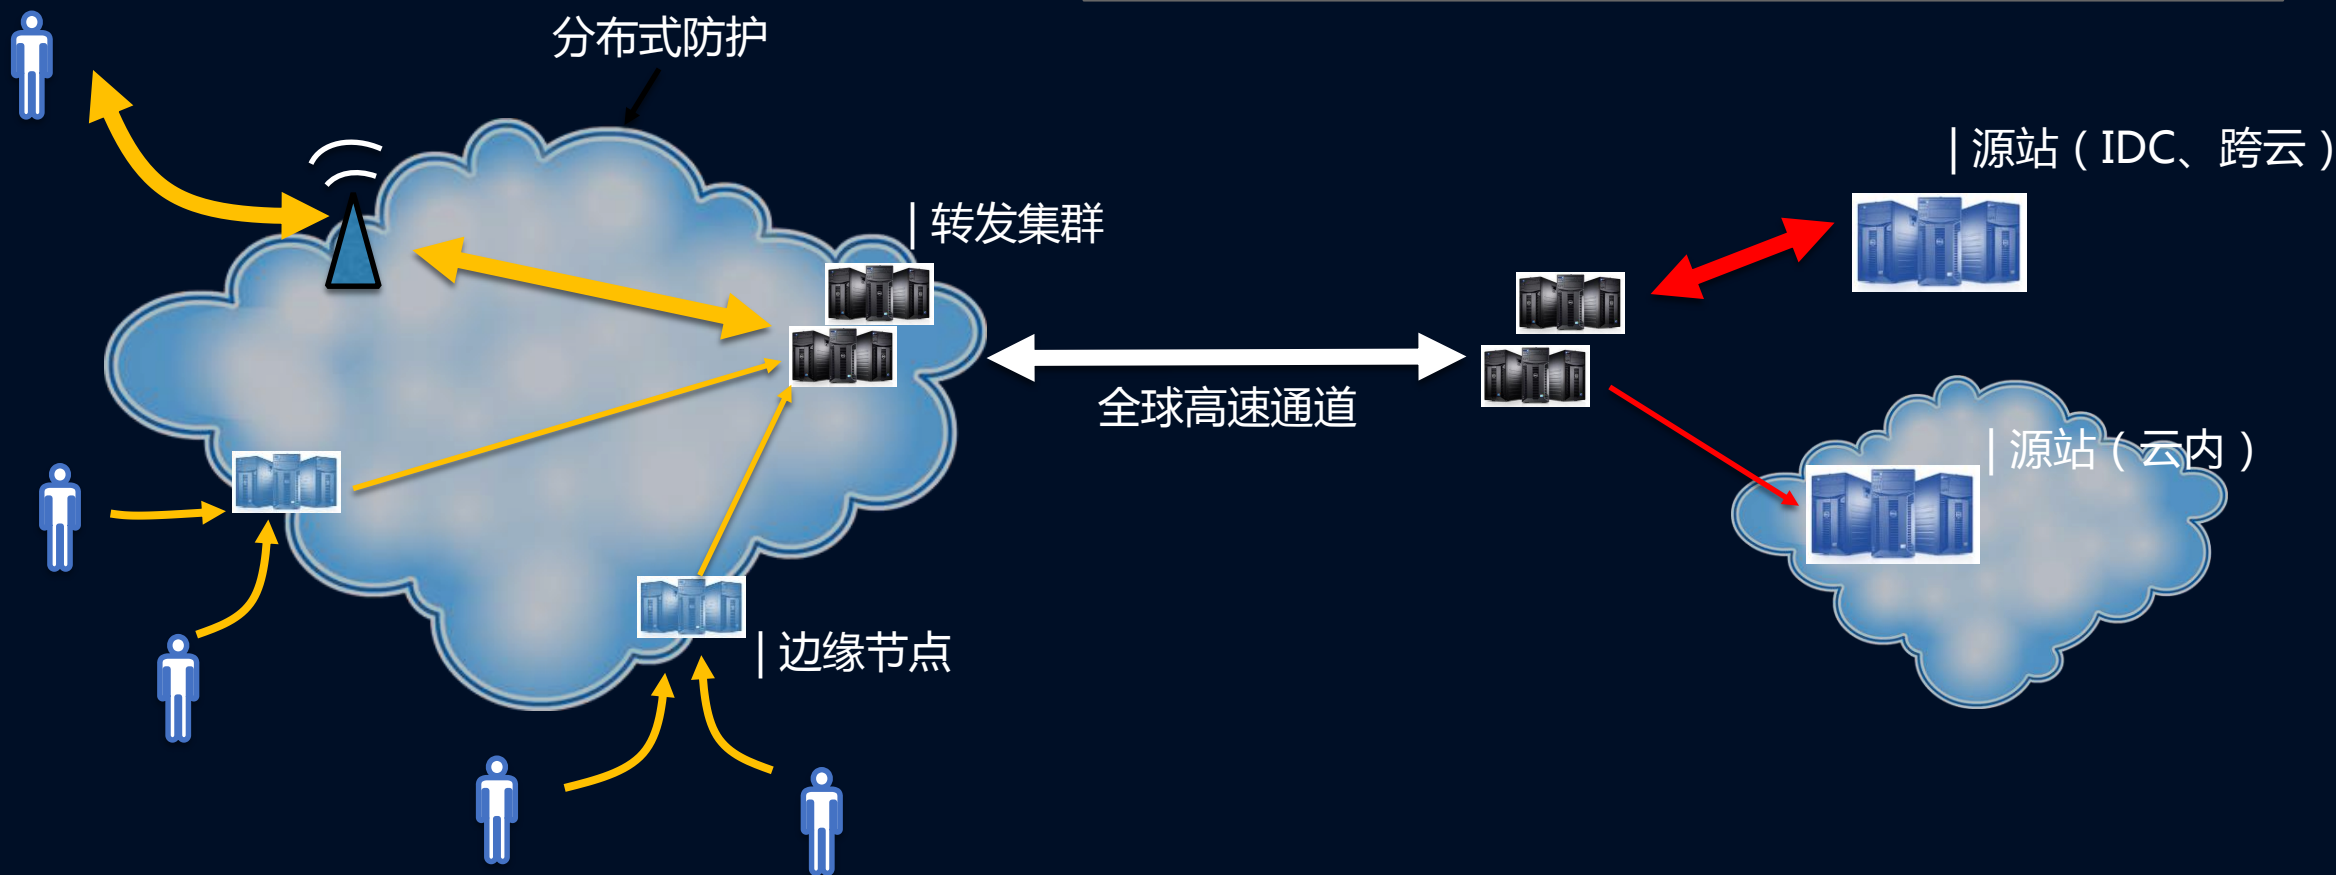 分布式防护
| 源站（IDC、跨云）
| 转发集群
全球高速通道
| 源站（云内）
| 边缘节点